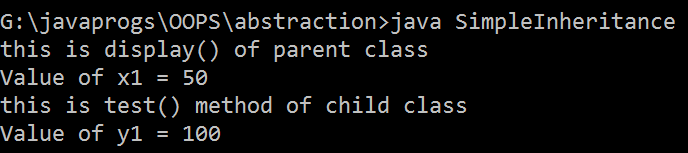 G:\javaprogs\OOPS\abstraction>java SimpleInheritance
this is display() of parent class
Value of x1 = 50
this is test() method of child class
Value of y1 = 100